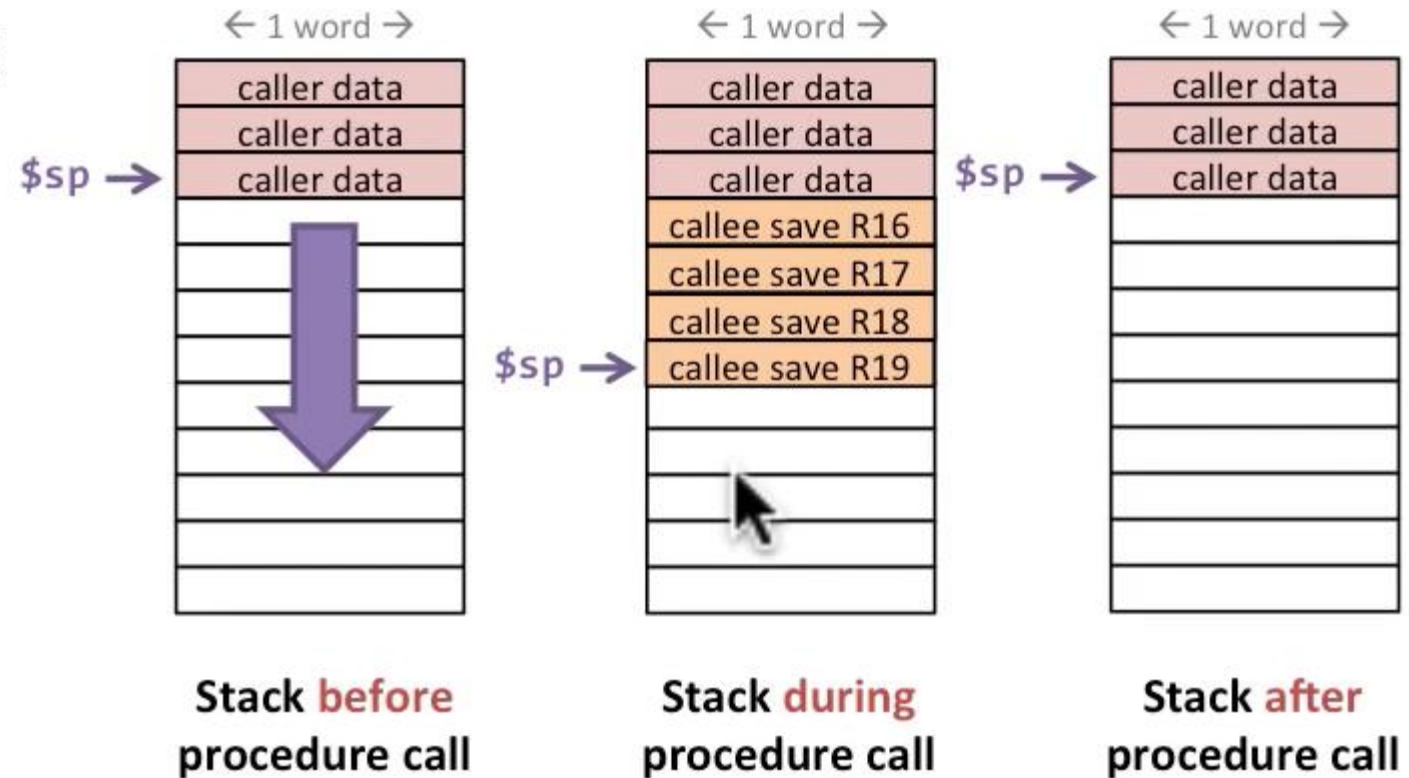 ← 1 word →
caller data
caller data
$sp → caller data
Stack before
procedure call
← 1 word →
caller data
caller data
caller data
callee save R16
callee save R17
callee save R18
$sp → callee save R19
Stack during
procedure call
← 1 word →
caller data
caller data
$sp → caller data
Stack after
procedure call